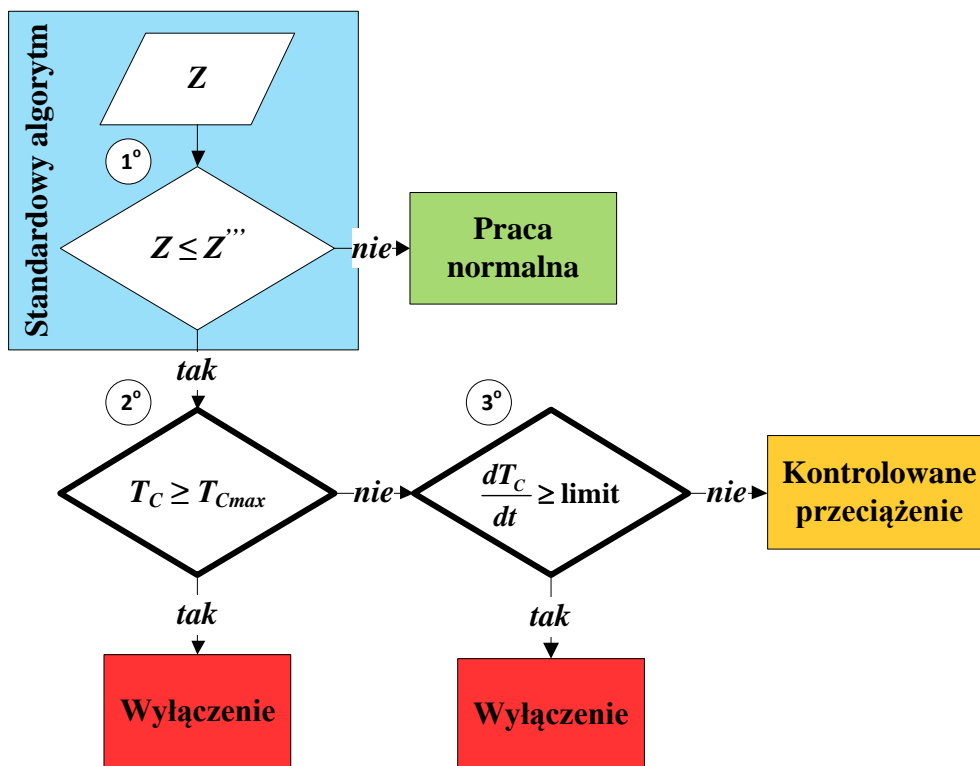 Standardowy algorytm
Z
1°
Z ≤ Z'''
nie
Praca
normalna
tak
2°
T_C ≥ T_Cmax
nie
3°
dT_C
dt
≥ limit
nie
Kontrolowane
przeciążenie
tak
Wyłączenie
tak
Wyłączenie